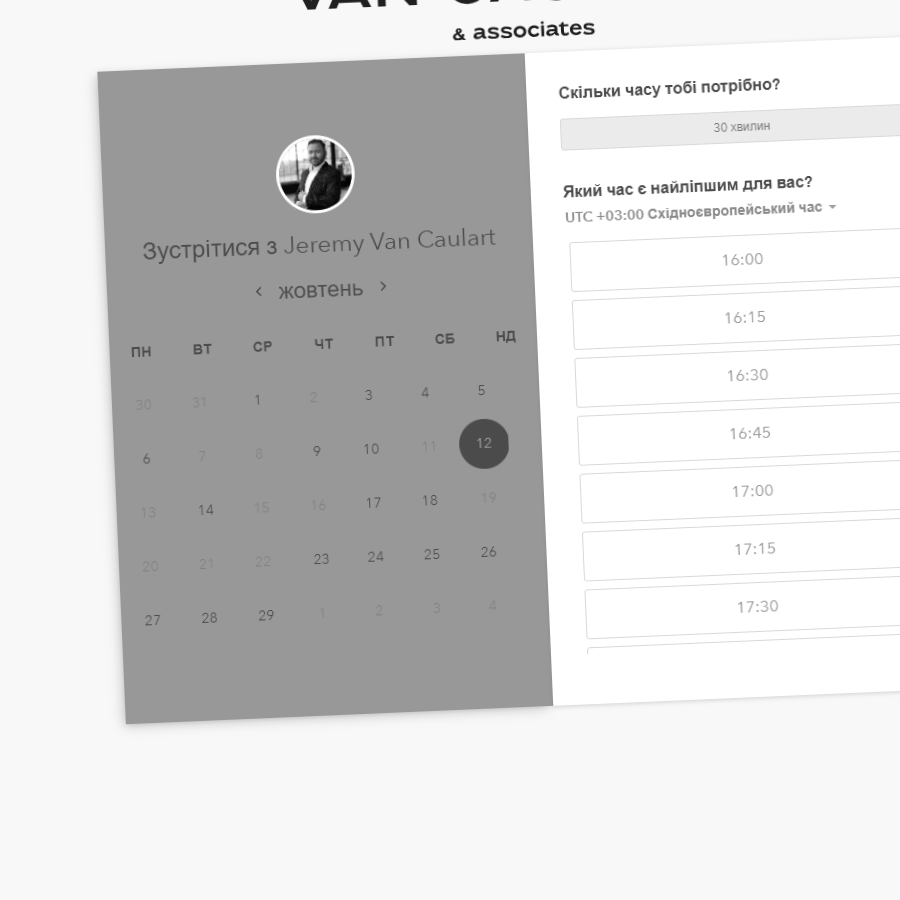 & associates
Зустрітися з Jeremy Van Caulart
‹ жовтень ›
ПН ВТ СР ЧТ ПТ СБ НД
30 31 1 2 3 4 5
6 7 8 9 10 11 12
13 14 15 16 17 18 19
20 21 22 23 24 25 26
27 28 29 1 2 3 4
Скільки часу тобі потрібно?
30 хвилин
Який час є найліпшим для вас?
UTC +03:00 Східноєвропейський час
16:00
16:15
16:30
16:45
17:00
17:15
17:30